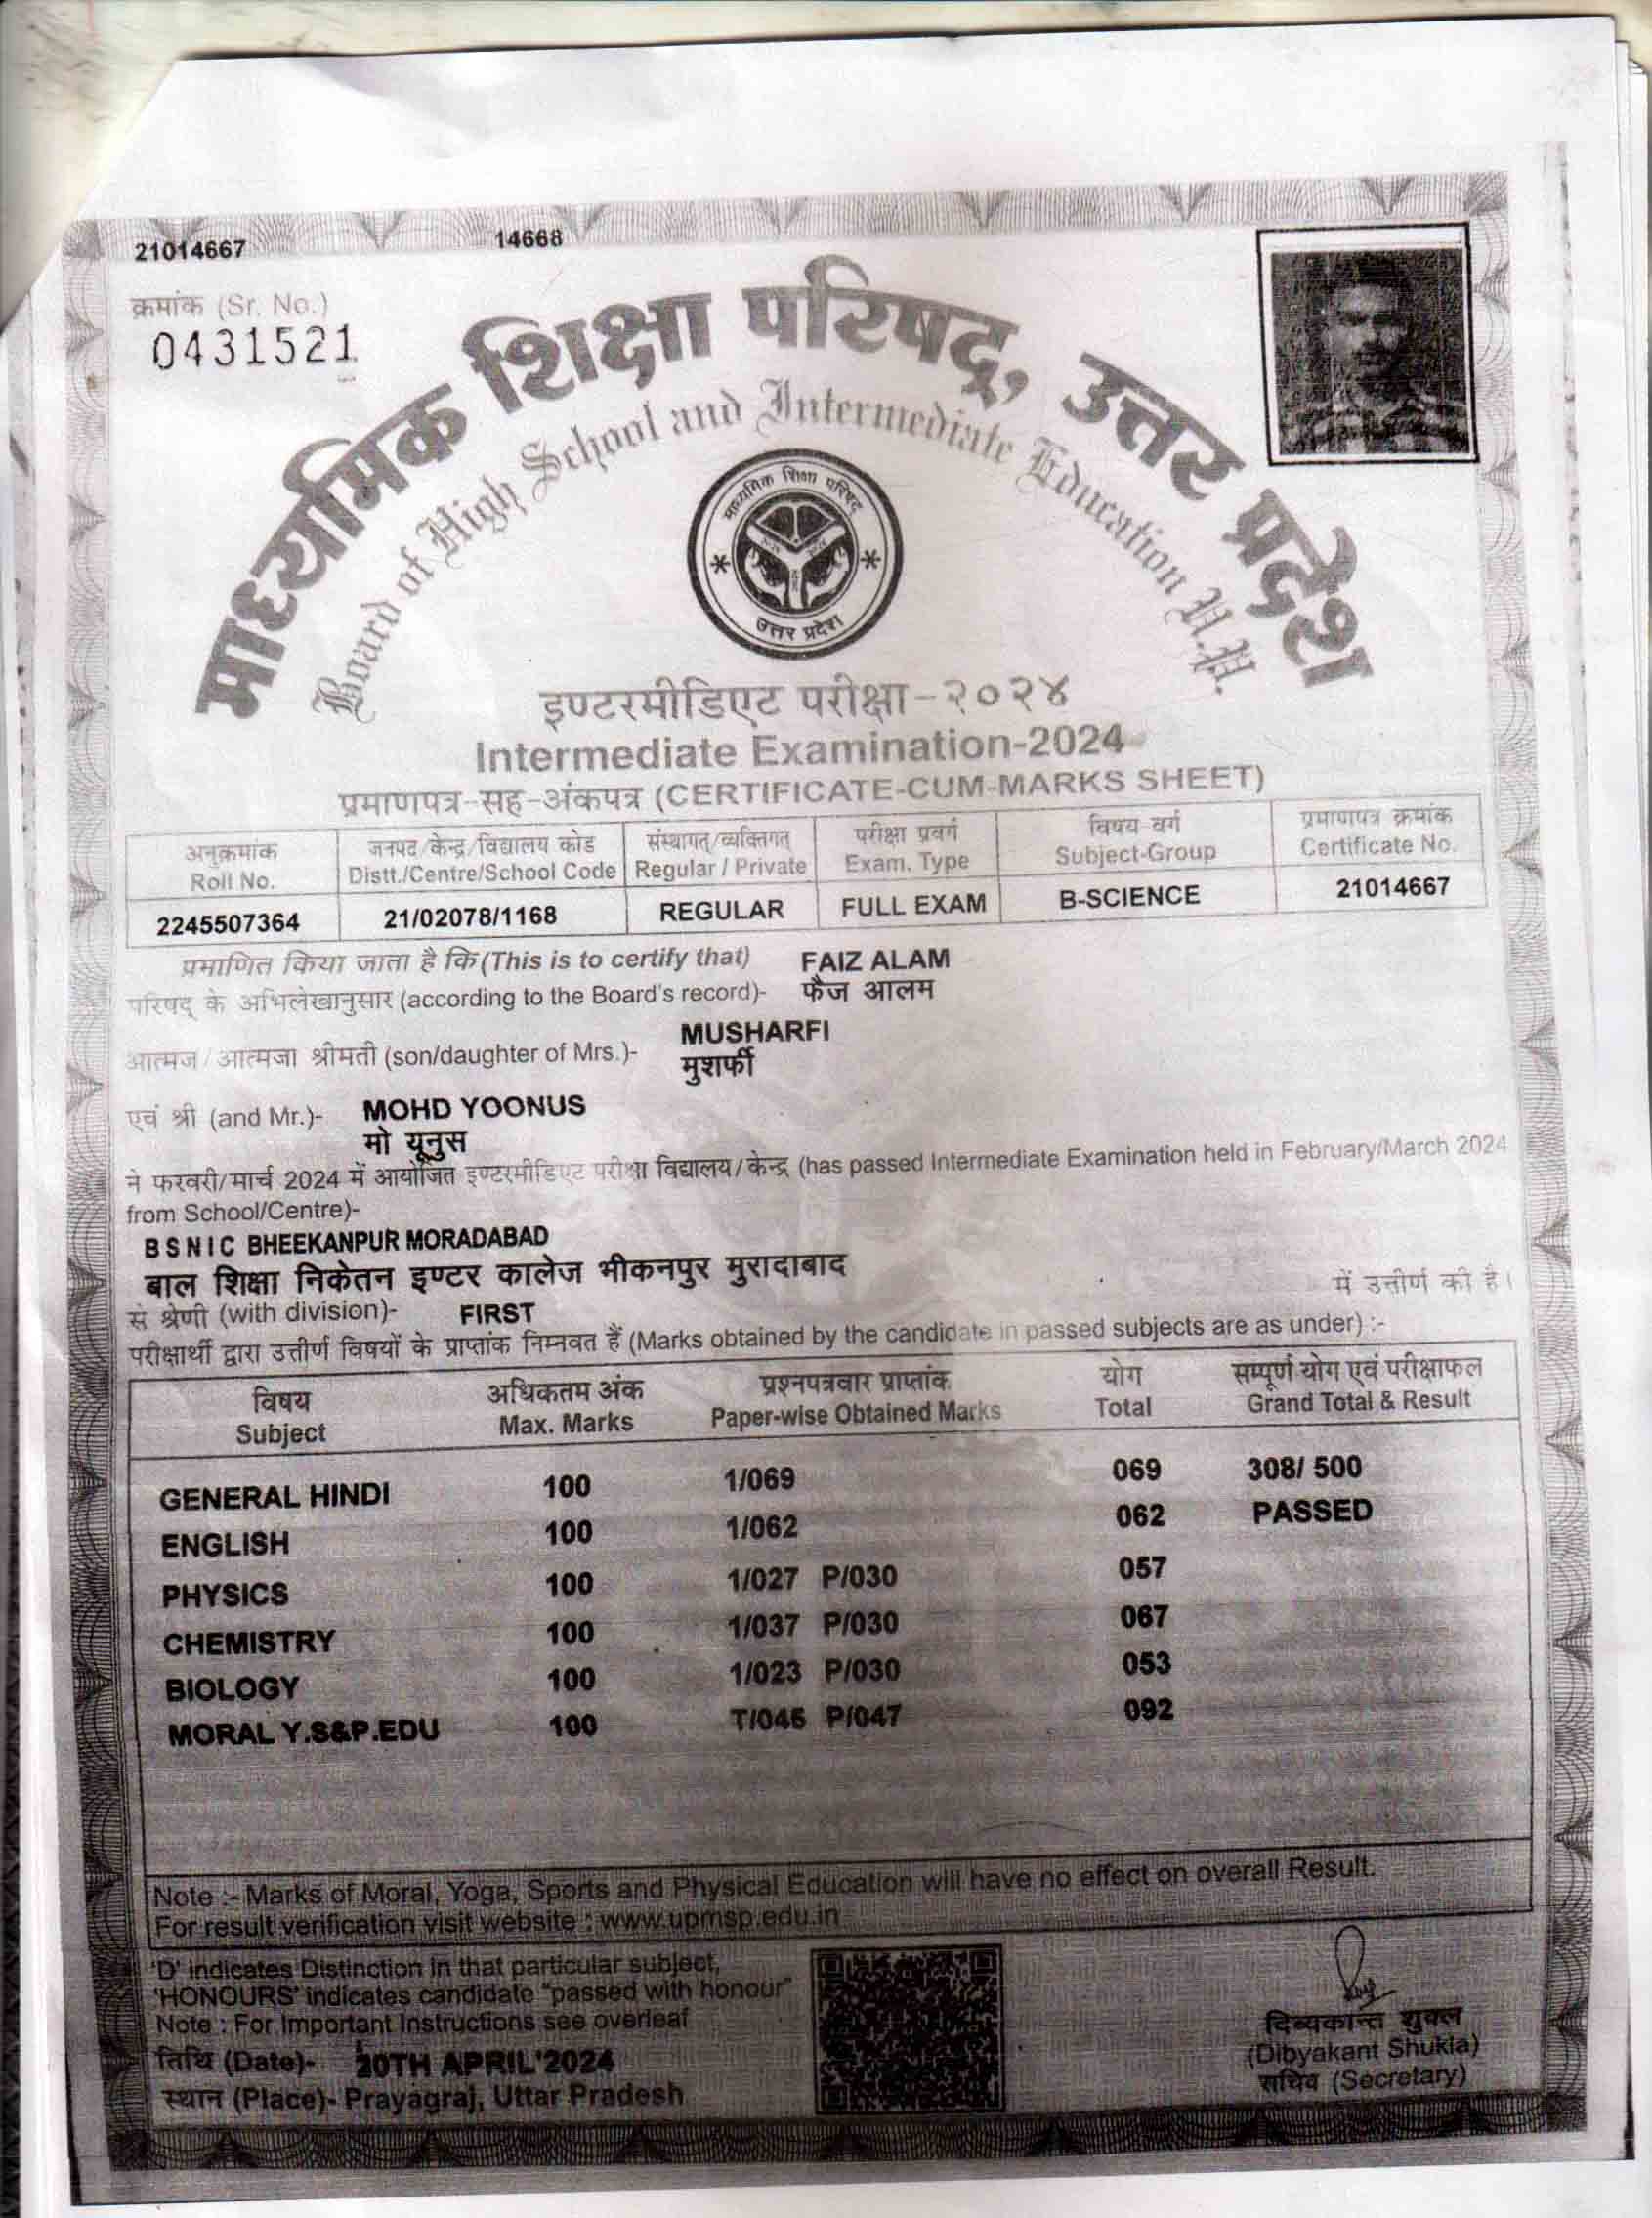 21014667 14668
क्रमांक (Sr. No.)
0431521
माध्यमिक शिक्षा परिषद्, उत्तर प्रदेश
Board of High School and Intermediate Education U.P.
माध्यमिक शिक्षा परिषद
उत्तर प्रदेश
इण्टरमीडिएट परीक्षा-२०२४
Intermediate Examination-2024
प्रमाणपत्र-सह-अंकपत्र (CERTIFICATE-CUM-MARKS SHEET)
अनुक्रमांक जनपद/केन्द्र/विद्यालय कोड संस्थागत/व्यक्तिगत परीक्षा प्रवर्ग विषय वर्ग प्रमाणपत्र क्रमांक
Roll No. Distt./Centre/School Code Regular / Private Exam. Type Subject-Group Certificate No.
2245507364 21/02078/1168 REGULAR FULL EXAM B-SCIENCE 21014667
प्रमाणित किया जाता है कि (This is to certify that) FAIZ ALAM
परिषद् के अभिलेखानुसार (according to the Board's record)- फैज आलम
MUSHARFI
आत्मज/आत्मजा श्रीमती (son/daughter of Mrs.)- मुशर्फी
एवं श्री (and Mr.)- MOHD YOONUS
मो यूनुस
ने फरवरी/मार्च 2024 में आयोजित इण्टरमीडिएट परीक्षा विद्यालय/केन्द्र (has passed Intermediate Examination held in February/March 2024
from School/Centre)-
B S N I C BHEEKANPUR MORADABAD
बाल शिक्षा निकेतन इण्टर कालेज भीकनपुर मुरादाबाद
में उत्तीर्ण की है।
से श्रेणी (with division)- FIRST
परीक्षार्थी द्वारा उत्तीर्ण विषयों के प्राप्तांक निम्नवत हैं (Marks obtained by the candidate in passed subjects are as under) :-
विषय अधिकतम अंक प्रश्नपत्रवार प्राप्तांक योग सम्पूर्ण योग एवं परीक्षाफल
Subject Max. Marks Paper-wise Obtained Marks Total Grand Total & Result
GENERAL HINDI 100 1/069 069 308/ 500
ENGLISH 100 1/062 062 PASSED
PHYSICS 100 1/027 P/030 057
CHEMISTRY 100 1/037 P/030 067
BIOLOGY 100 1/023 P/030 053
MORAL Y.S&P.EDU 100 T/045 P/047 092
Note :- Marks of Moral, Yoga, Sports and Physical Education will have no effect on overall Result.
For result verification visit website : www.upmsp.edu.in
'D' indicates Distinction in that particular subject,
'HONOURS' indicates candidate "passed with honour"
Note : For Important Instructions see overleaf
तिथि (Date)- 20TH APRIL'2024
स्थान (Place)- Prayagraj, Uttar Pradesh
दिव्यकान्त शुक्ल
(Dibyakant Shukla)
सचिव (Secretary)